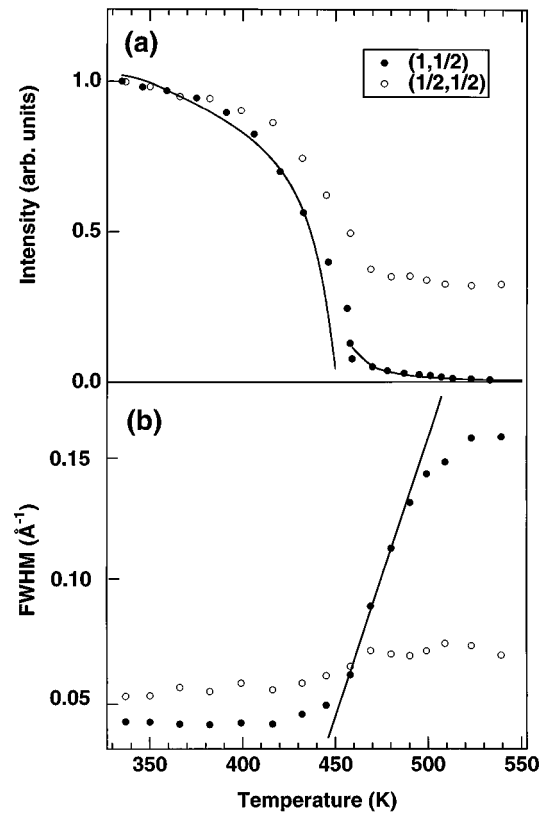 (a)
(1,1/2)
(1/2,1/2)
Intensity (arb. units)
1.0
0.5
0.0
(b)
FWHM (Å⁻¹)
0.15
0.10
0.05
350 400 450 500 550
Temperature (K)